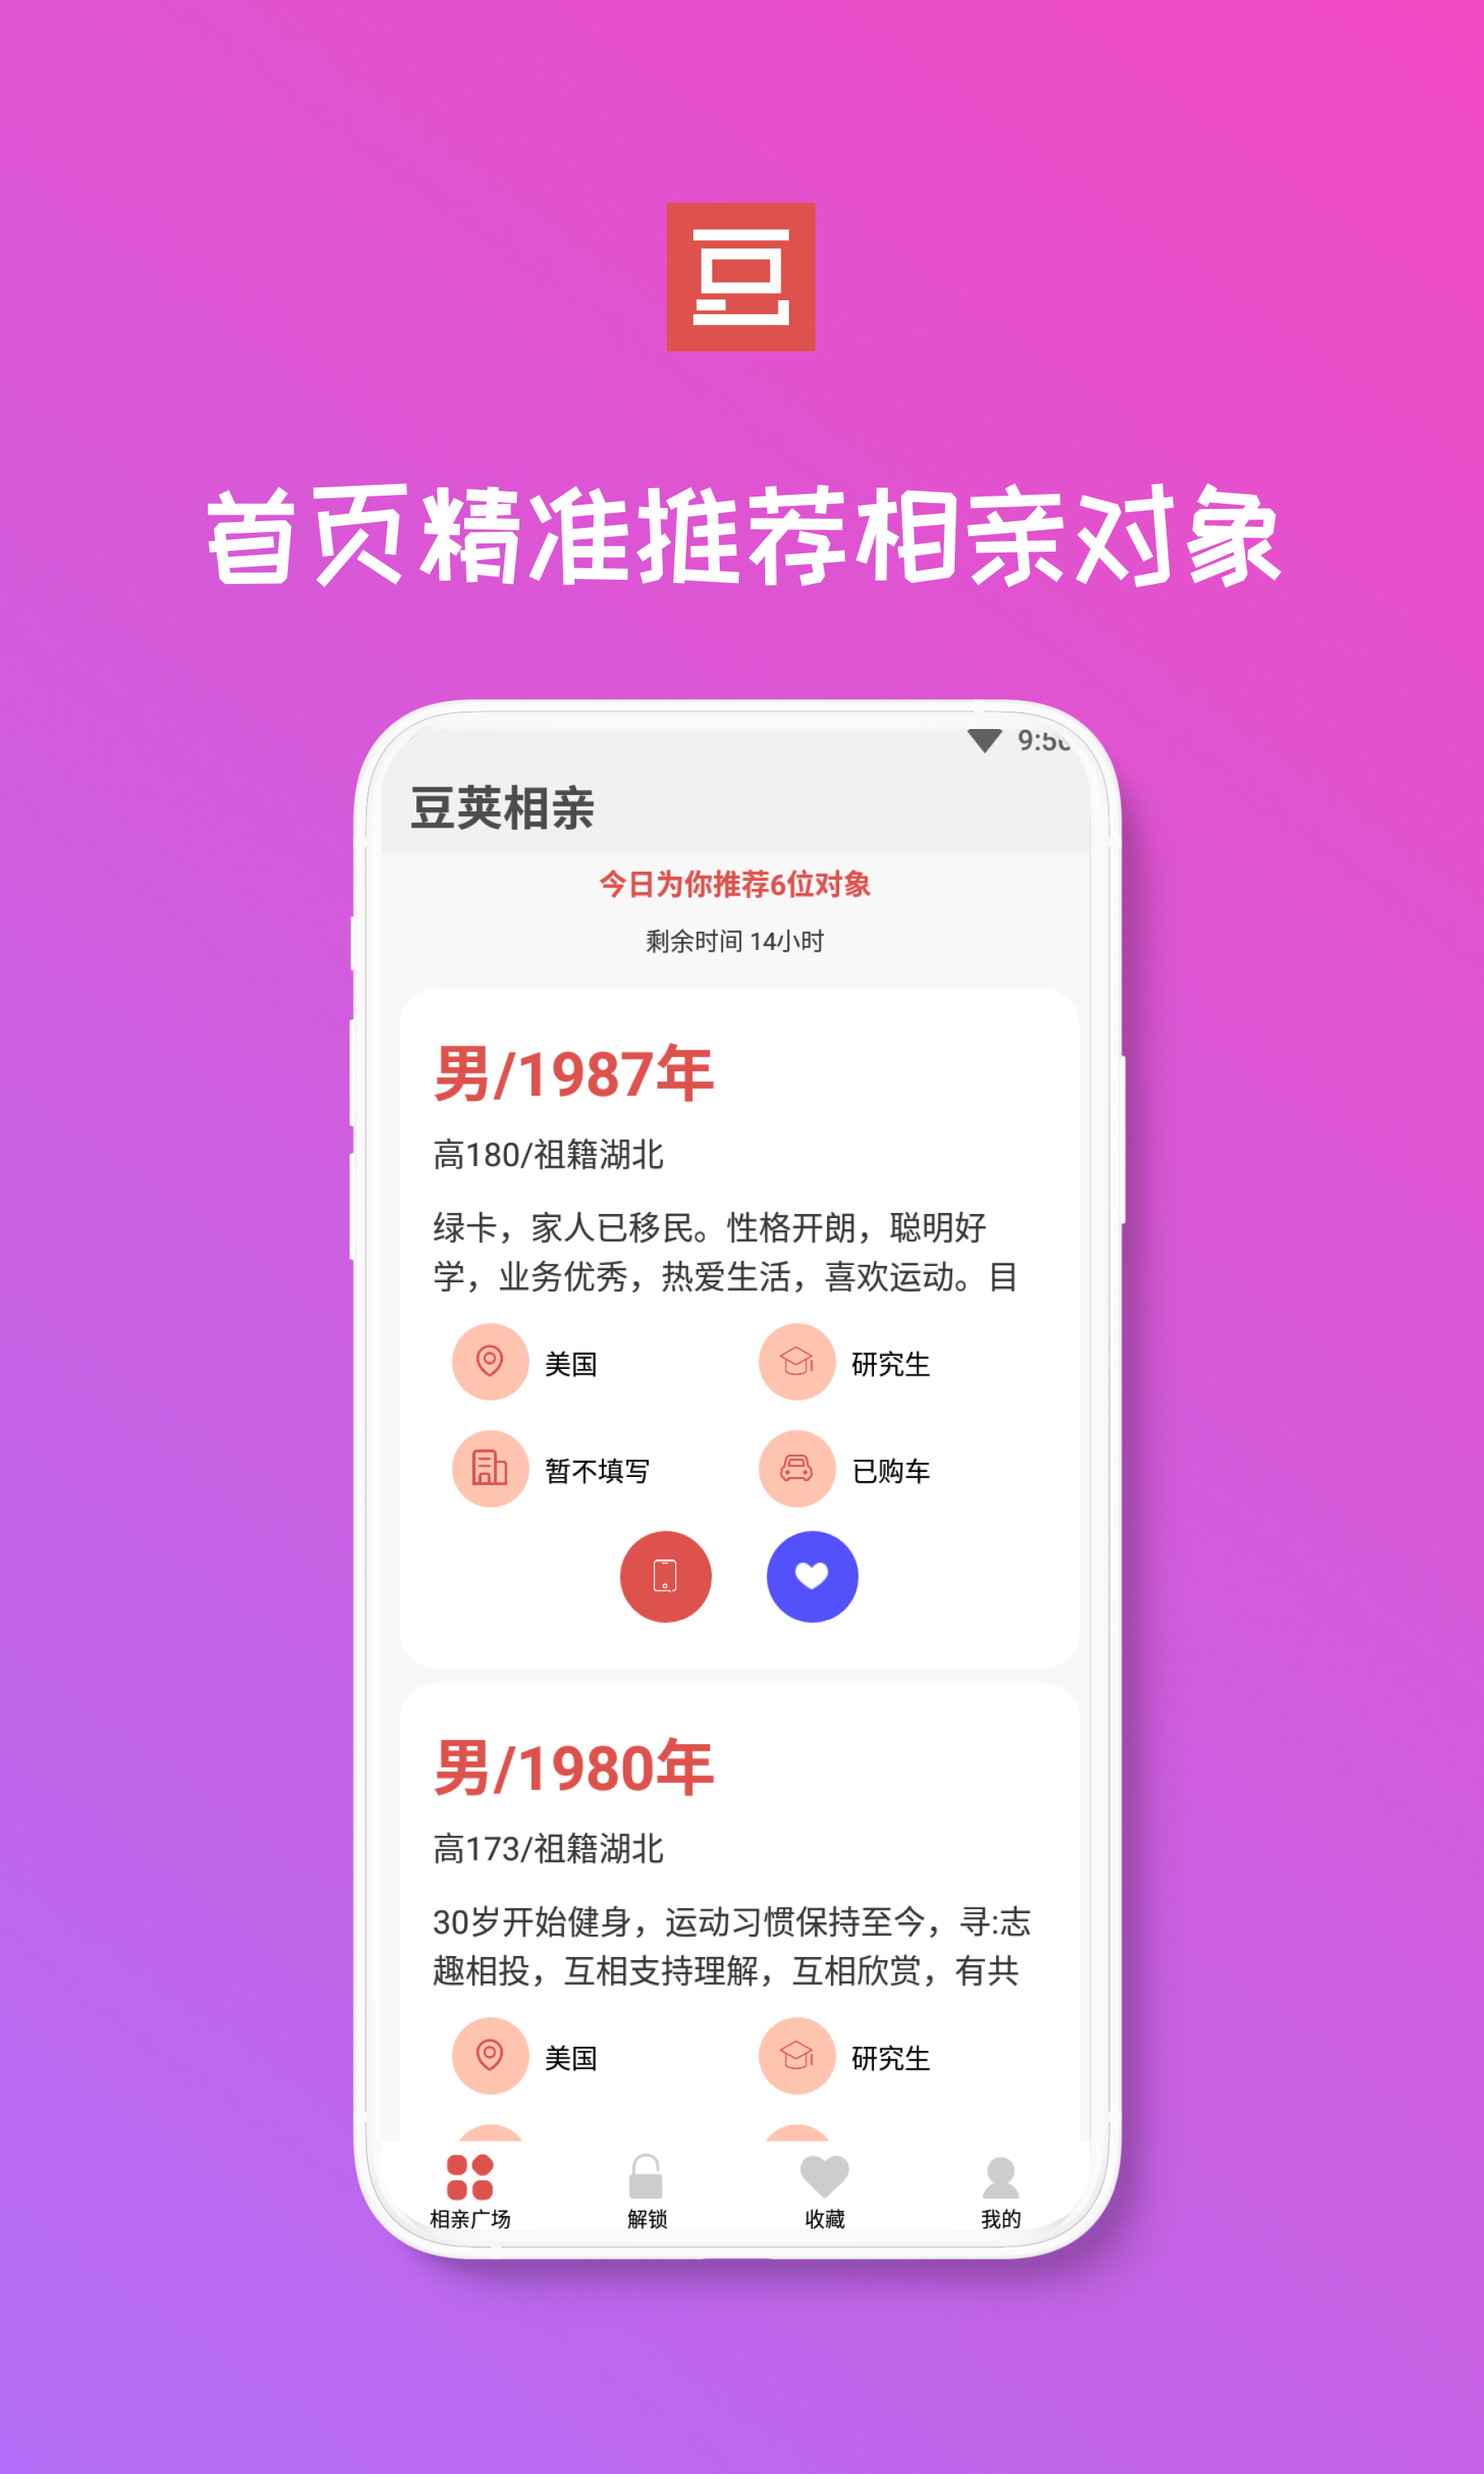 豆
首页精准推荐相亲对象
豆荚相亲
今日为你推荐6位对象
剩余时间 14小时
男/1987年
高180/祖籍湖北
绿卡，家人已移民。性格开朗，聪明好
学，业务优秀，热爱生活，喜欢运动。目
美国
研究生
暂不填写
已购车
男/1980年
高173/祖籍湖北
30岁开始健身，运动习惯保持至今，寻:志
趣相投，互相支持理解，互相欣赏，有共
美国
研究生
相亲广场
解锁
收藏
我的